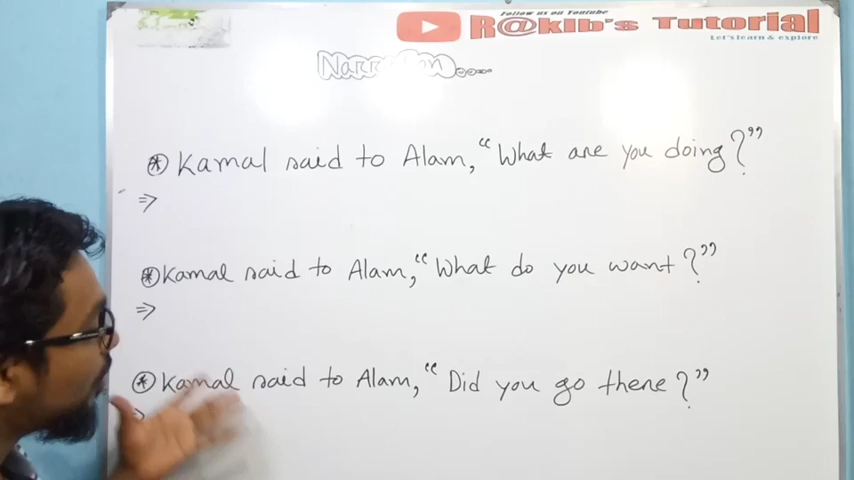 Follow us on Youtube
R@kib's Tutorial
Let's learn & explore
Narration....
* Kamal said to Alam, "What are you doing?"
⇒
* Kamal said to Alam, "What do you want?"
⇒
* Kamal said to Alam, "Did you go there?"
⇒